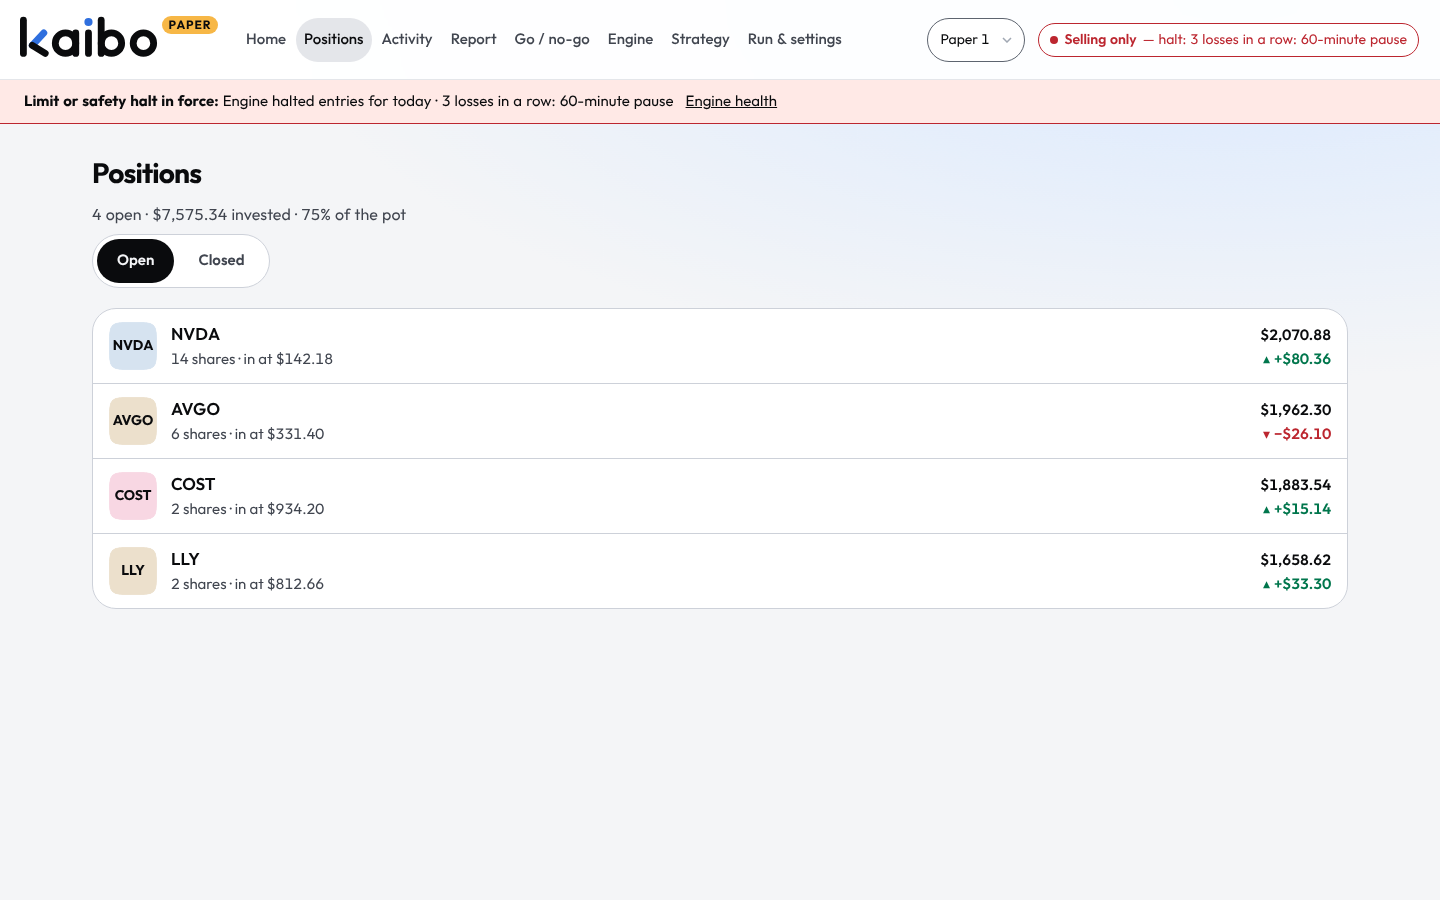 kaibo PAPER Home Positions Activity Report Go / no-go Engine Strategy Run & settings Paper 1 Selling only — halt: 3 losses in a row: 60-minute pause
Limit or safety halt in force: Engine halted entries for today · 3 losses in a row: 60-minute pause Engine health
Positions
4 open · $7,575.34 invested · 75% of the pot
Open Closed
NVDA NVDA $2,070.88
14 shares · in at $142.18 ▲ +$80.36
AVGO AVGO $1,962.30
6 shares · in at $331.40 ▼ −$26.10
COST COST $1,883.54
2 shares · in at $934.20 ▲ +$15.14
LLY LLY $1,658.62
2 shares · in at $812.66 ▲ +$33.30